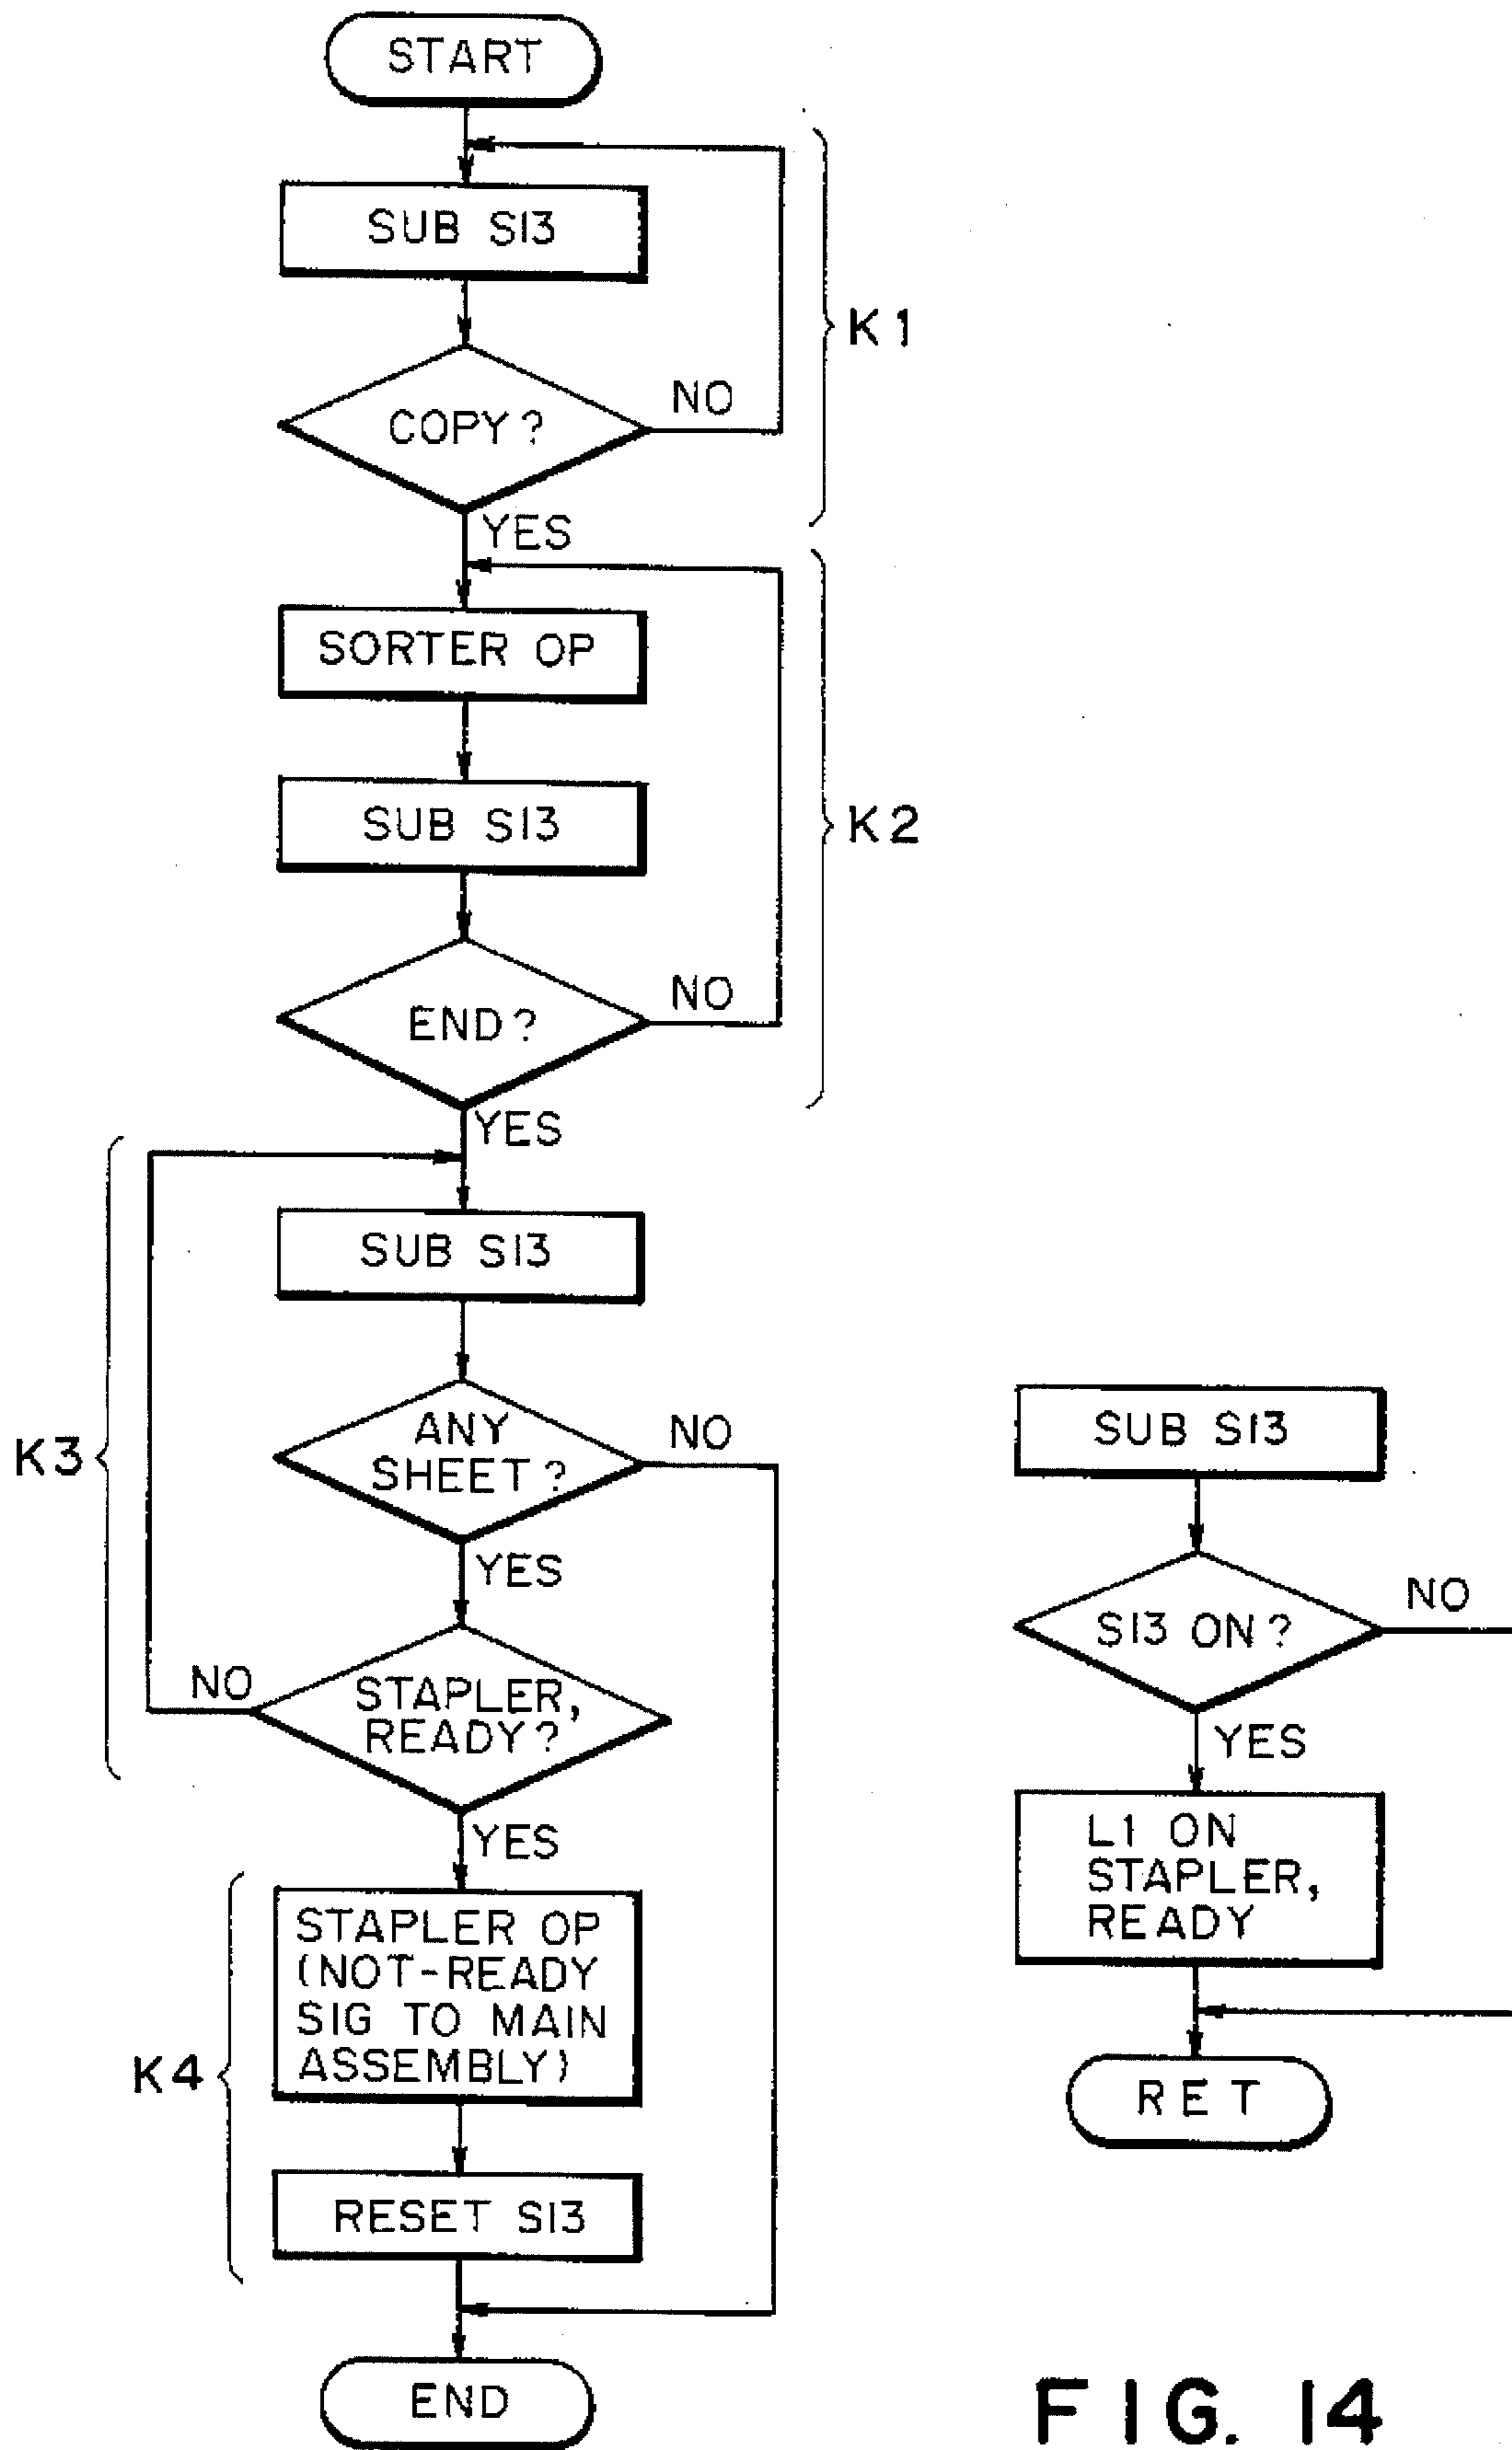 START
SUB S13
COPY?
NO
K1
YES
SORTER OP
SUB S13
K2
END?
NO
YES
SUB S13
ANY
SHEET?
NO
K3
YES
STAPLER,
READY?
NO
YES
STAPLER OP
(NOT-READY
SIG TO MAIN
ASSEMBLY)
K4
RESET S13
END
SUB S13
S13 ON?
NO
YES
L1 ON
STAPLER,
READY
RET
FIG. 14